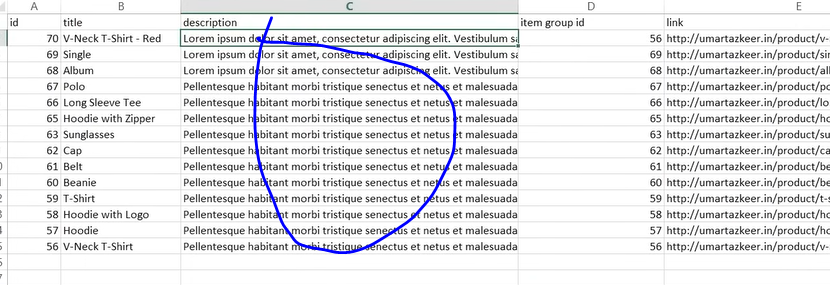 A B C D E
id title description item group id link
70 V-Neck T-Shirt - Red Lorem ipsum dolor sit amet, consectetur adipiscing elit. Vestibulum sa 56 http://umartazkeer.in/product/v-
69 Single Lorem ipsum dolor sit amet, consectetur adipiscing elit. Vestibulum sa 69 http://umartazkeer.in/product/sin
68 Album Lorem ipsum dolor sit amet, consectetur adipiscing elit. Vestibulum sa 68 http://umartazkeer.in/product/alb
67 Polo Pellentesque habitant morbi tristique senectus et netus et malesuada 67 http://umartazkeer.in/product/po
66 Long Sleeve Tee Pellentesque habitant morbi tristique senectus et netus et malesuada 66 http://umartazkeer.in/product/lo
65 Hoodie with Zipper Pellentesque habitant morbi tristique senectus et netus et malesuada 65 http://umartazkeer.in/product/ho
63 Sunglasses Pellentesque habitant morbi tristique senectus et netus et malesuada 63 http://umartazkeer.in/product/su
62 Cap Pellentesque habitant morbi tristique senectus et netus et malesuada 62 http://umartazkeer.in/product/ca
61 Belt Pellentesque habitant morbi tristique senectus et netus et malesuada 61 http://umartazkeer.in/product/be
60 Beanie Pellentesque habitant morbi tristique senectus et netus et malesuada 60 http://umartazkeer.in/product/be
59 T-Shirt Pellentesque habitant morbi tristique senectus et netus et malesuada 59 http://umartazkeer.in/product/t-s
58 Hoodie with Logo Pellentesque habitant morbi tristique senectus et netus et malesuada 58 http://umartazkeer.in/product/ho
57 Hoodie Pellentesque habitant morbi tristique senectus et netus et malesuada 57 http://umartazkeer.in/product/ho
56 V-Neck T-Shirt Pellentesque habitant morbi tristique senectus et netus et malesuada 56 http://umartazkeer.in/product/v-